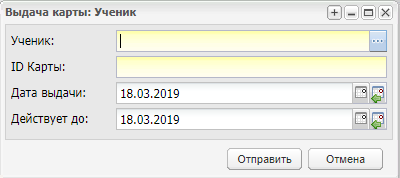 Выдача карты: Ученик
Ученик:
ID Карты:
Дата выдачи: 18.03.2019
Действует до: 18.03.2019
Отправить Отмена